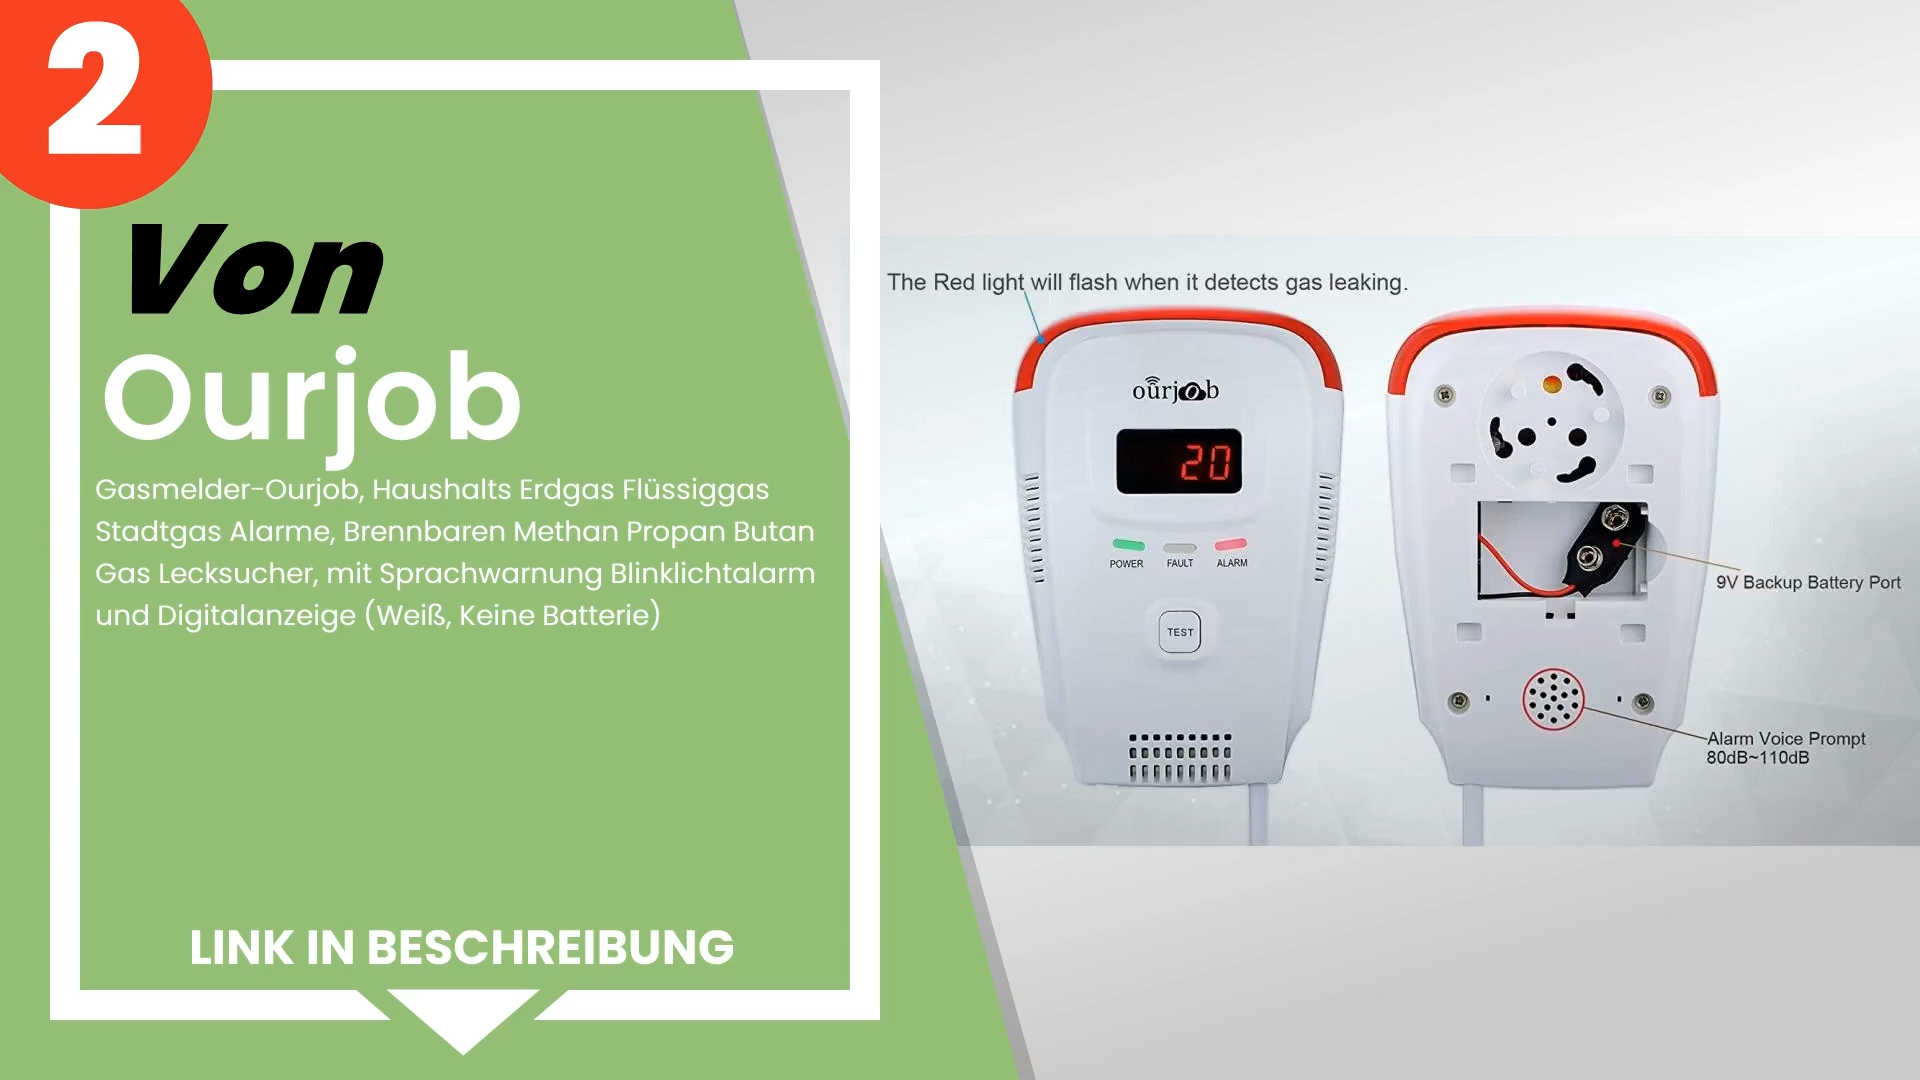 2
Von
Ourjob
Gasmelder-Ourjob, Haushalts Erdgas Flüssiggas
Stadtgas Alarme, Brennbaren Methan Propan Butan
Gas Lecksucher, mit Sprachwarnung Blinklichtalarm
und Digitalanzeige (Weiß, Keine Batterie)
LINK IN BESCHREIBUNG
The Red light will flash when it detects gas leaking.
ourjob
20
POWER FAULT ALARM
TEST
9V Backup Battery Port
Alarm Voice Prompt
80dB~110dB